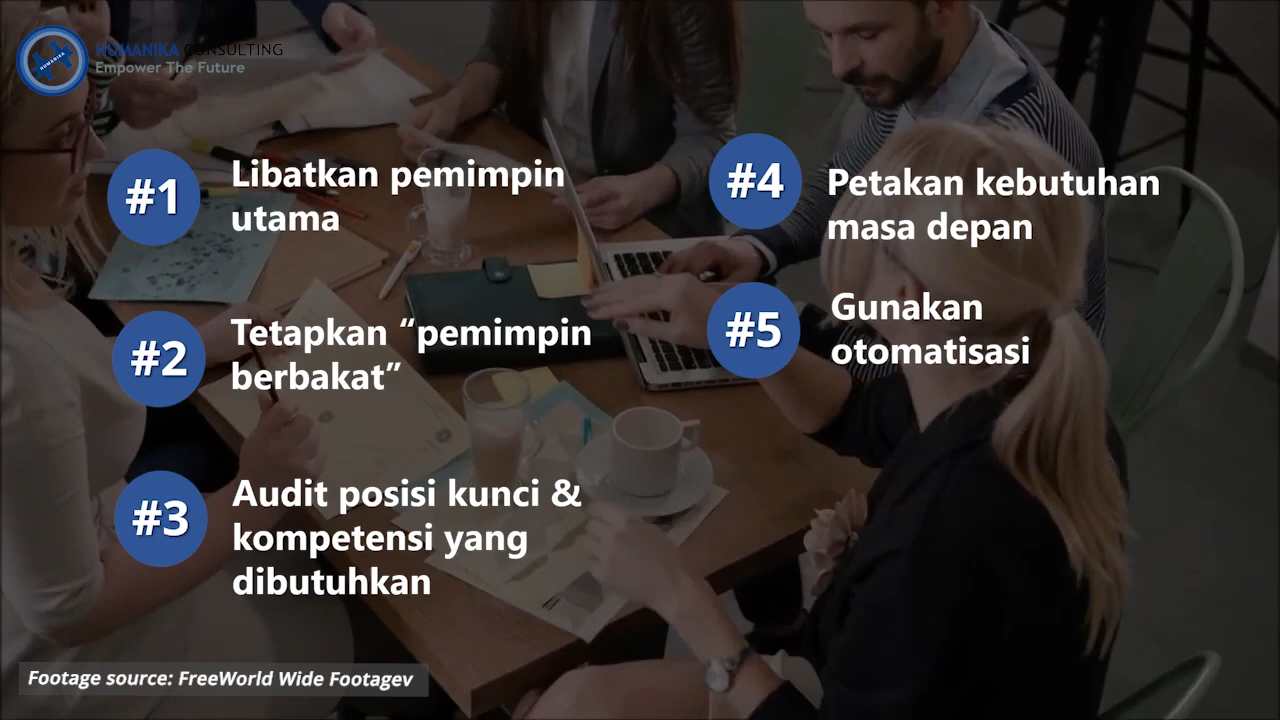 HUMANIKA CONSULTING
Empower The Future
HUMANIKA
#1
Libatkan pemimpin
utama
#2
Tetapkan “pemimpin
berbakat”
#3
Audit posisi kunci &
kompetensi yang
dibutuhkan
#4
Petakan kebutuhan
masa depan
#5
Gunakan
otomatisasi
Footage source: FreeWorld Wide Footagev